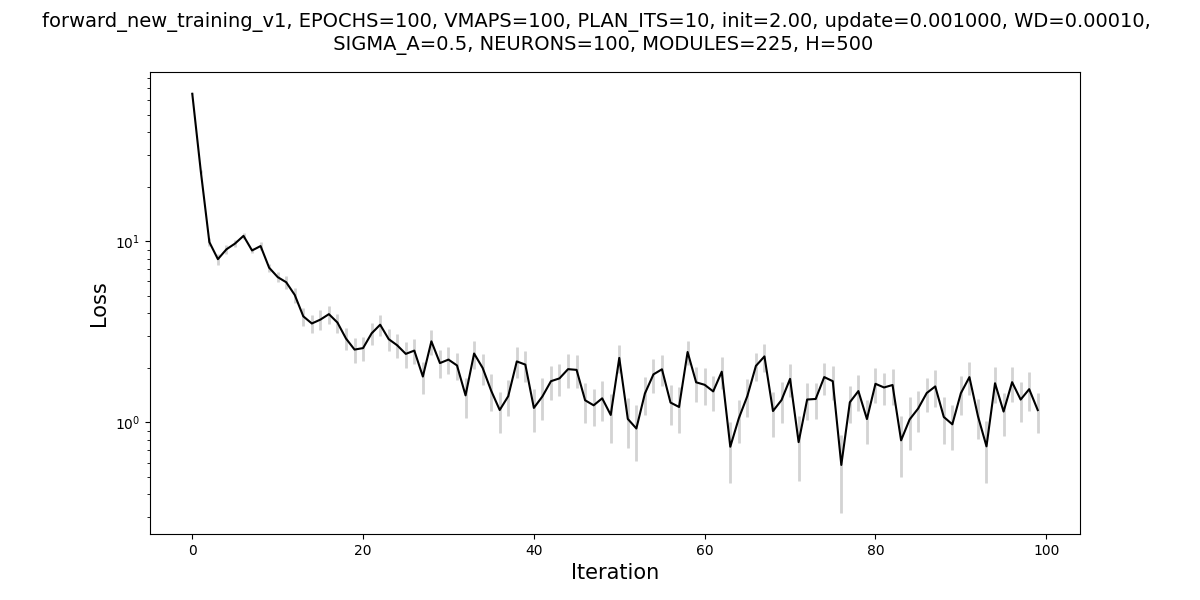 forward_new_training_v1, EPOCHS=100, VMAPS=100, PLAN_ITS=10, init=2.00, update=0.001000, WD=0.00010,
SIGMA_A=0.5, NEURONS=100, MODULES=225, H=500
Loss
10¹
10⁰
0 20 40 60 80 100
Iteration